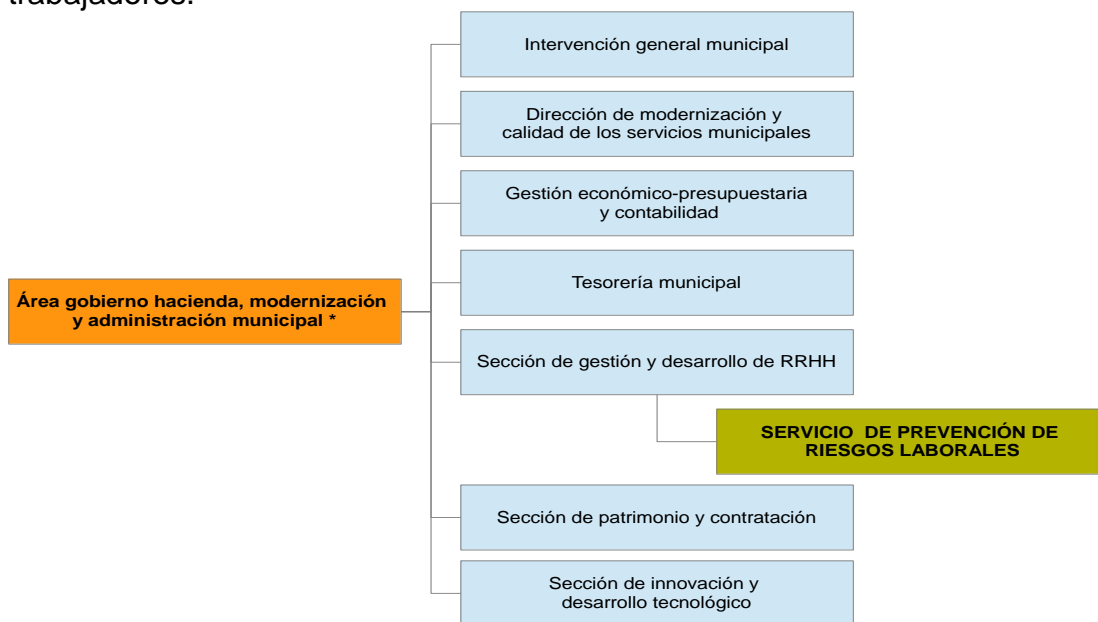 trabajadores.
Intervención general municipal
Dirección de modernización y
calidad de los servicios municipales
Gestión económico-presupuestaria
y contabilidad
Tesorería municipal
Área gobierno hacienda, modernización
y administración municipal *
Sección de gestión y desarrollo de RRHH
SERVICIO DE PREVENCIÓN DE
RIESGOS LABORALES
Sección de patrimonio y contratación
Sección de innovación y
desarrollo tecnológico